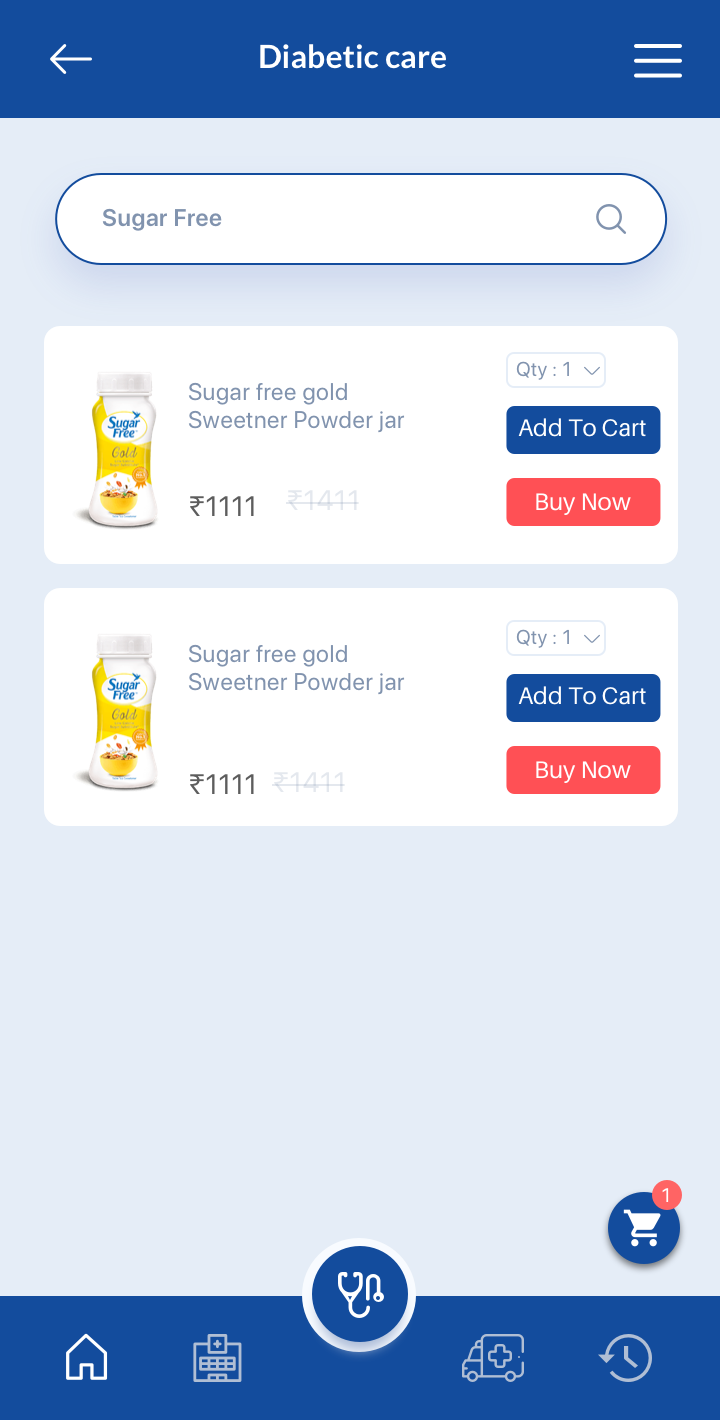 Diabetic care
Sugar Free
Qty : 1
Sugar free gold
Sweetner Powder jar
Add To Cart
Sugar
Free
Gold
₹1111
₹1411
Buy Now
Qty : 1
Sugar free gold
Sweetner Powder jar
Add To Cart
Sugar
Free
Gold
₹1111
₹1411
Buy Now
1